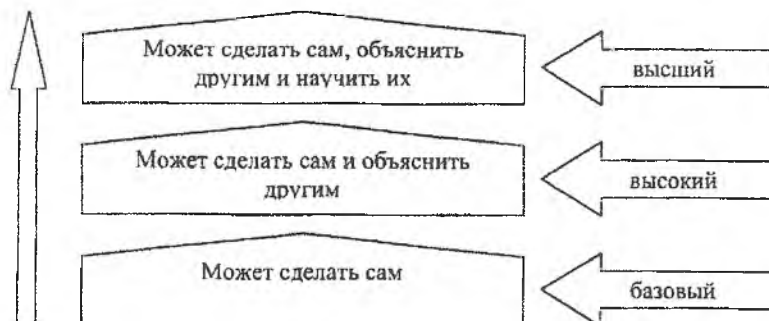 Может сделать сам, объяснить
другим и научить их
высший
Может сделать сам и объяснить
другим
высокий
Может сделать сам
базовый